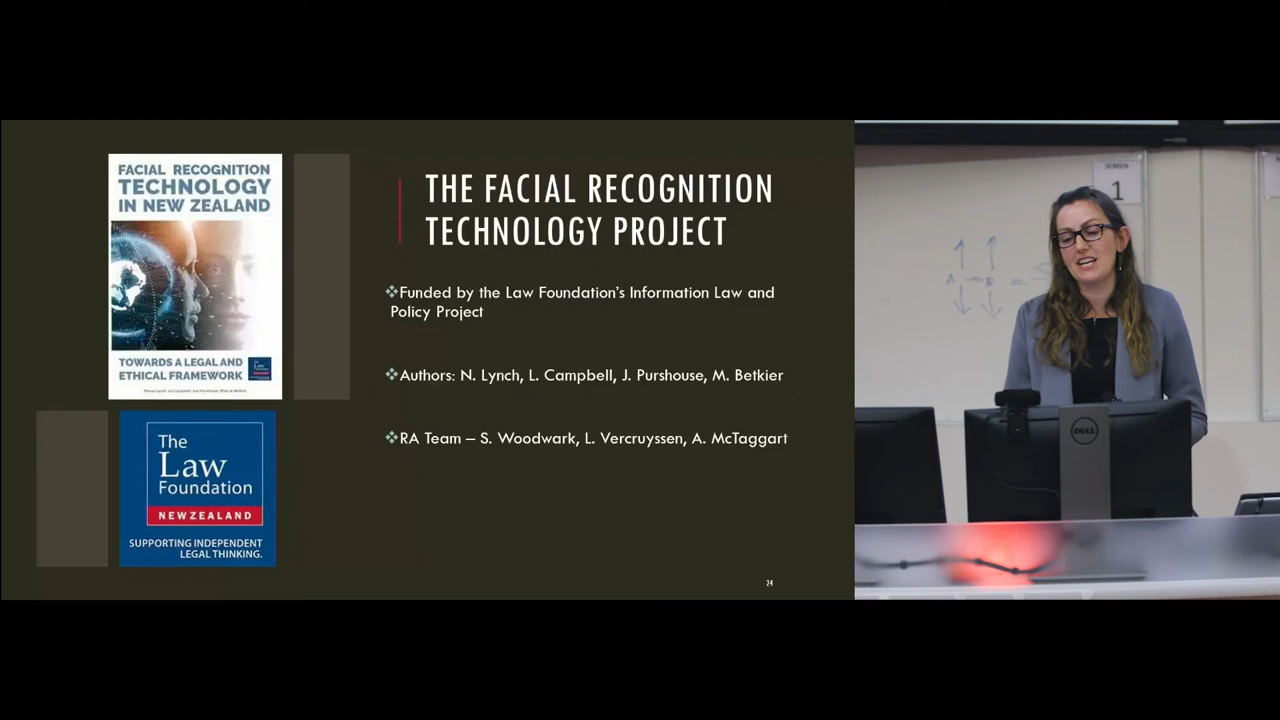 FACIAL RECOGNITION
TECHNOLOGY
IN NEW ZEALAND
TOWARDS A LEGAL AND
ETHICAL FRAMEWORK
The
Law
Foundation
NEW ZEALAND
SUPPORTING INDEPENDENT
LEGAL THINKING.
THE FACIAL RECOGNITION
TECHNOLOGY PROJECT
❖Funded by the Law Foundation's Information Law and
Policy Project
❖Authors: N. Lynch, L. Campbell, J. Purshouse, M. Betkier
❖RA Team – S. Woodwark, L. Vercruyssen, A. McTaggart
24
SCREEN
1
DELL